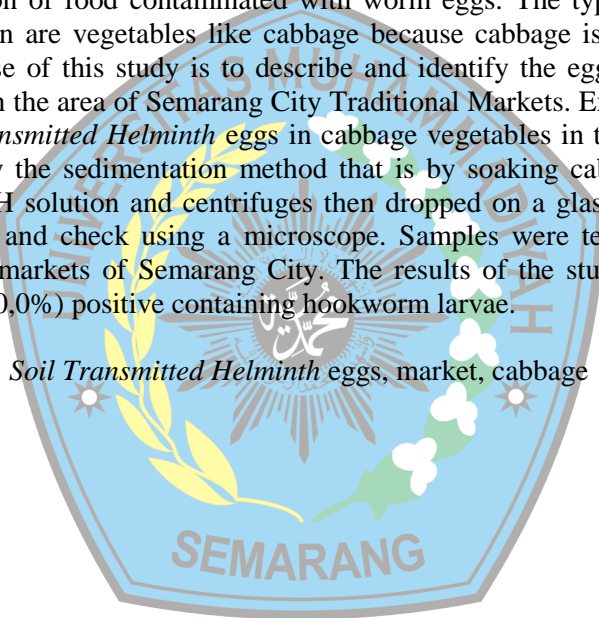 on of food contaminated with worm eggs. The typ
n are vegetables like cabbage because cabbage is
se of this study is to describe and identify the egg
n the area of Semarang City Traditional Markets. Ex
nsmitted Helminth eggs in cabbage vegetables in t
y the sedimentation method that is by soaking cab
H solution and centrifuges then dropped on a glas
and check using a microscope. Samples were te
markets of Semarang City. The results of the stu
0,0%) positive containing hookworm larvae.
Soil Transmitted Helminth eggs, market, cabbage
UNIVERSITAS MUHAMMADIYAH
محمد
SEMARANG